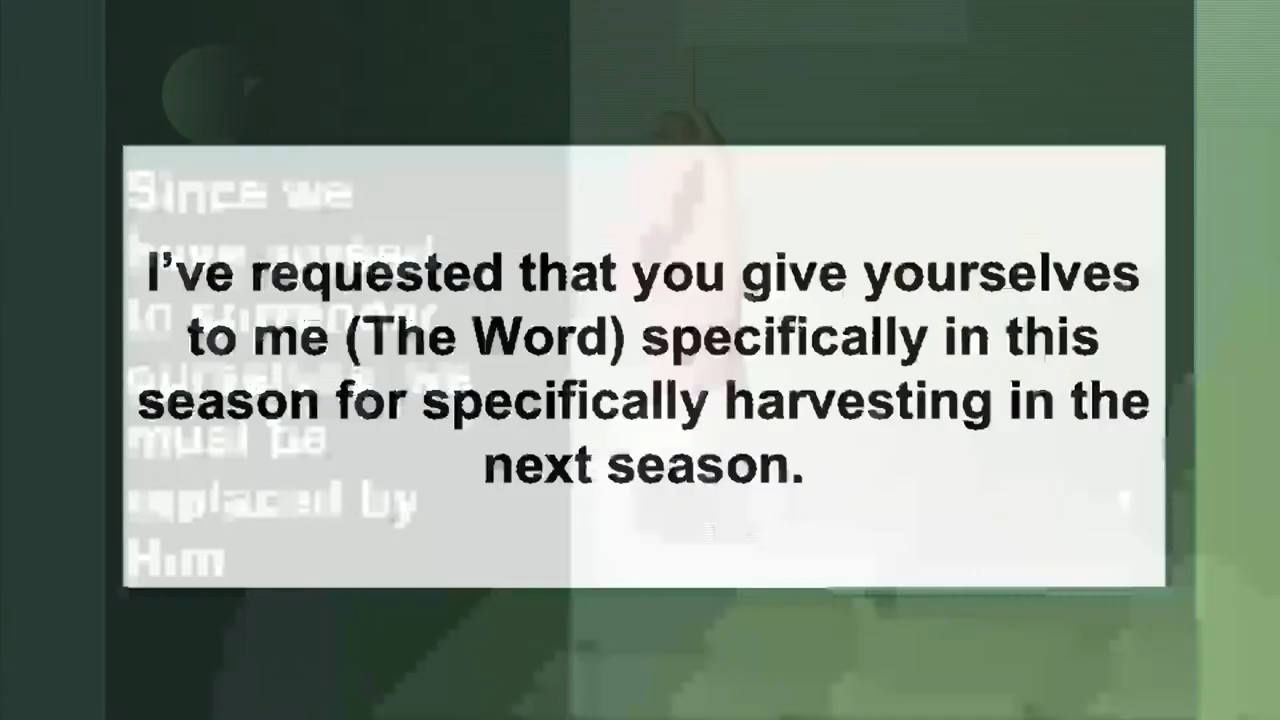 I've requested that you give yourselves
to me (The Word) specifically in this
season for specifically harvesting in the
next season.
Since we
must be
replaced by
Him